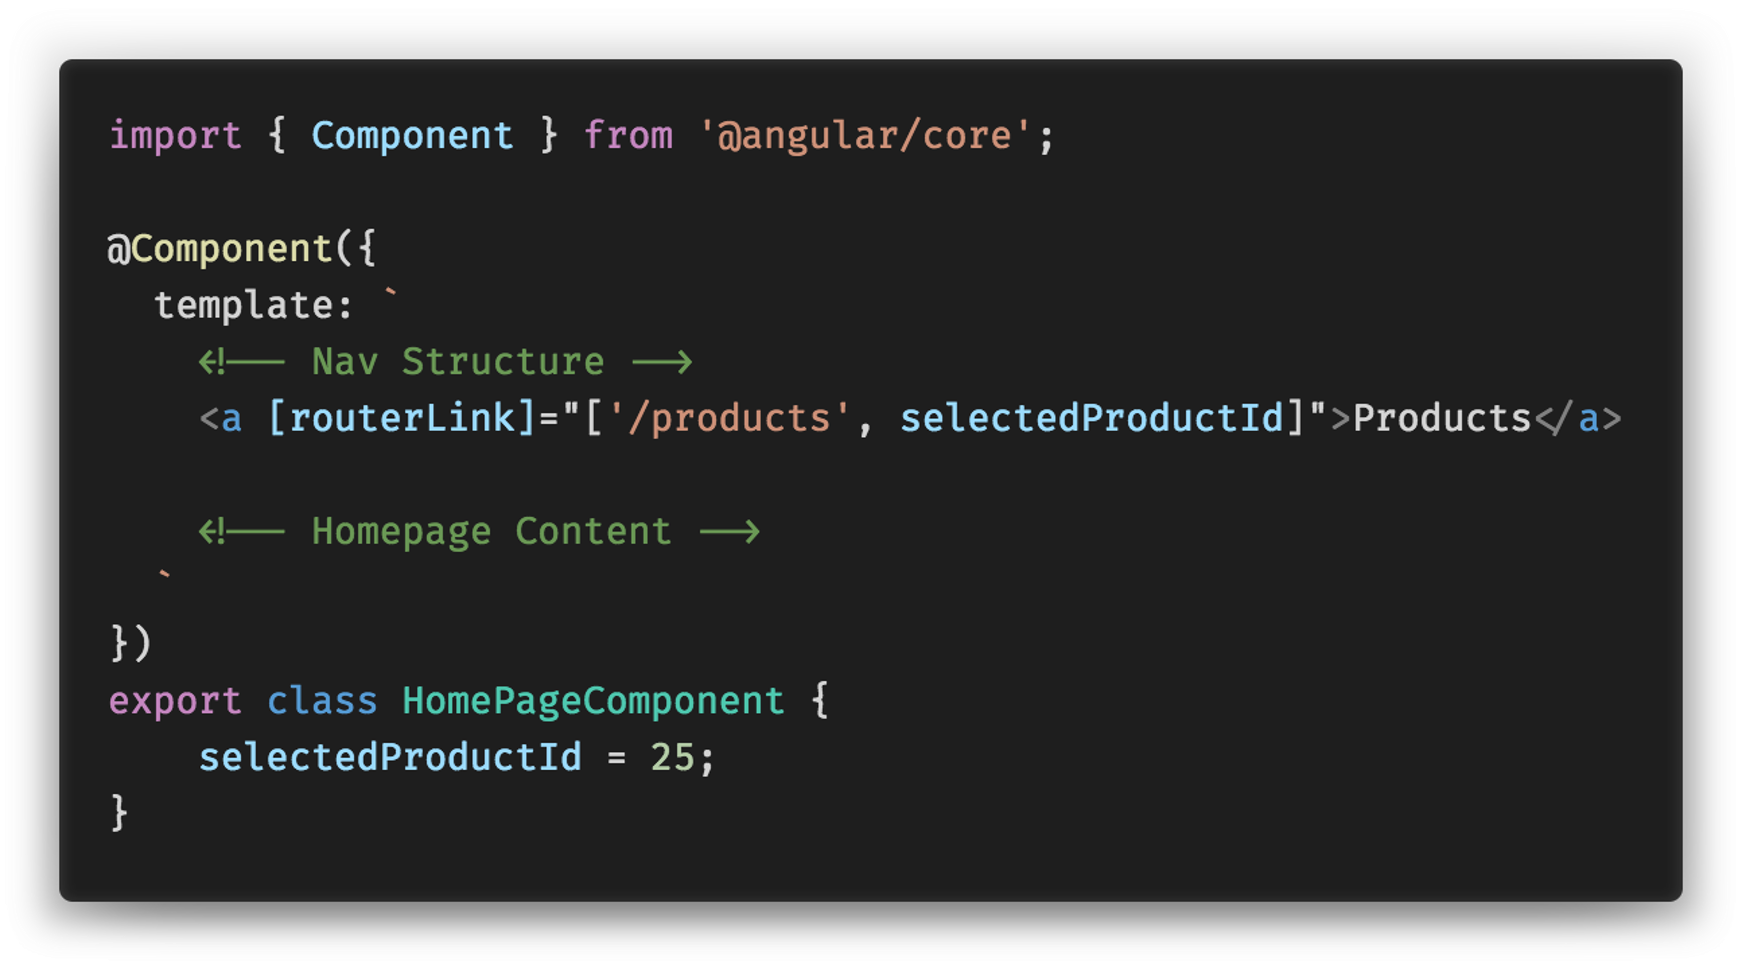 import { Component } from '@angular/core';
@Component({
template: `
<!-- Nav Structure -->
<a [routerLink]="['/products', selectedProductId]">Products</a>
<!-- Homepage Content -->
`
})
export class HomePageComponent {
selectedProductId = 25;
}